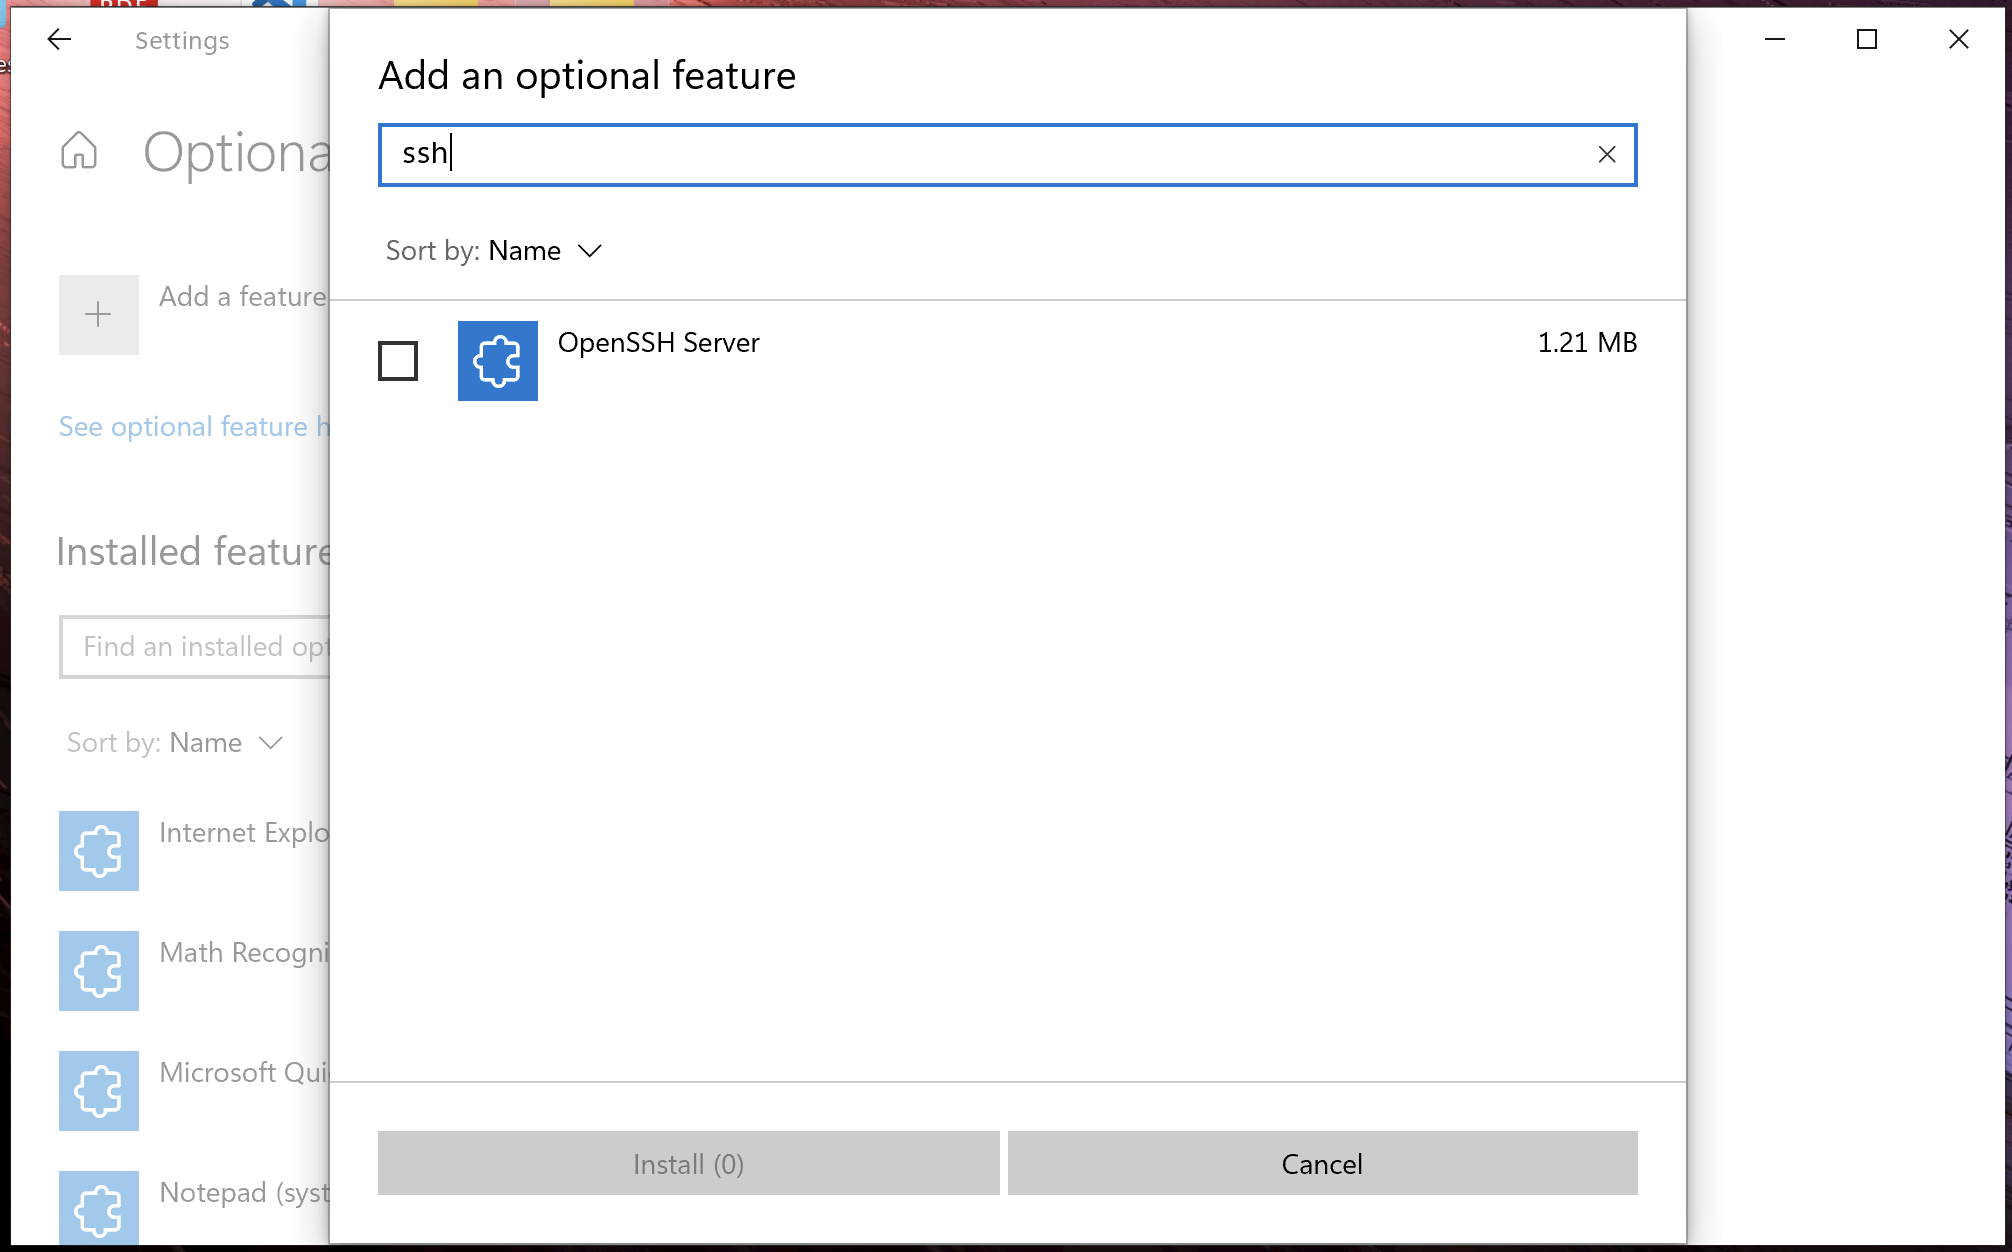 Settings
Optiona
Add a feature
See optional feature h
Installed feature
Find an installed opt
Sort by: Name
Internet Explo
Math Recogni
Microsoft Qui
Notepad (syst
Add an optional feature
ssh
Sort by: Name
OpenSSH Server
1.21 MB
Install (0)
Cancel